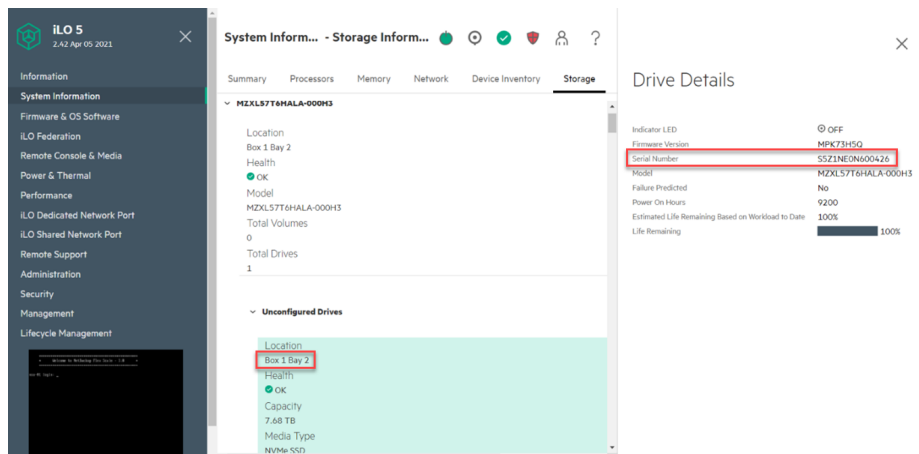 iLO 5
2.42 Apr 05 2021
Information
System Information
Firmware & OS Software
iLO Federation
Remote Console & Media
Power & Thermal
Performance
iLO Dedicated Network Port
iLO Shared Network Port
Remote Support
Administration
Security
Management
Lifecycle Management
System Inform... - Storage Inform...
?
Summary Processors Memory Network Device Inventory Storage
MZXL57T6HALA-000H3
Location
Box 1 Bay 2
Health
OK
Model
MZXL57T6HALA-000H3
Total Volumes
0
Total Drives
1
Unconfigured Drives
Location
Box 1 Bay 2
Health
OK
Capacity
7.68 TB
Media Type
NVMe SSD
Drive Details
Indicator LED OFF
Firmware Version MPK73H5Q
Serial Number S5Z1NE0N600426
Model MZXL57T6HALA-000H3
Failure Predicted No
Power On Hours 9200
Estimated Life Remaining Based on Workload to Date 100%
Life Remaining 100%